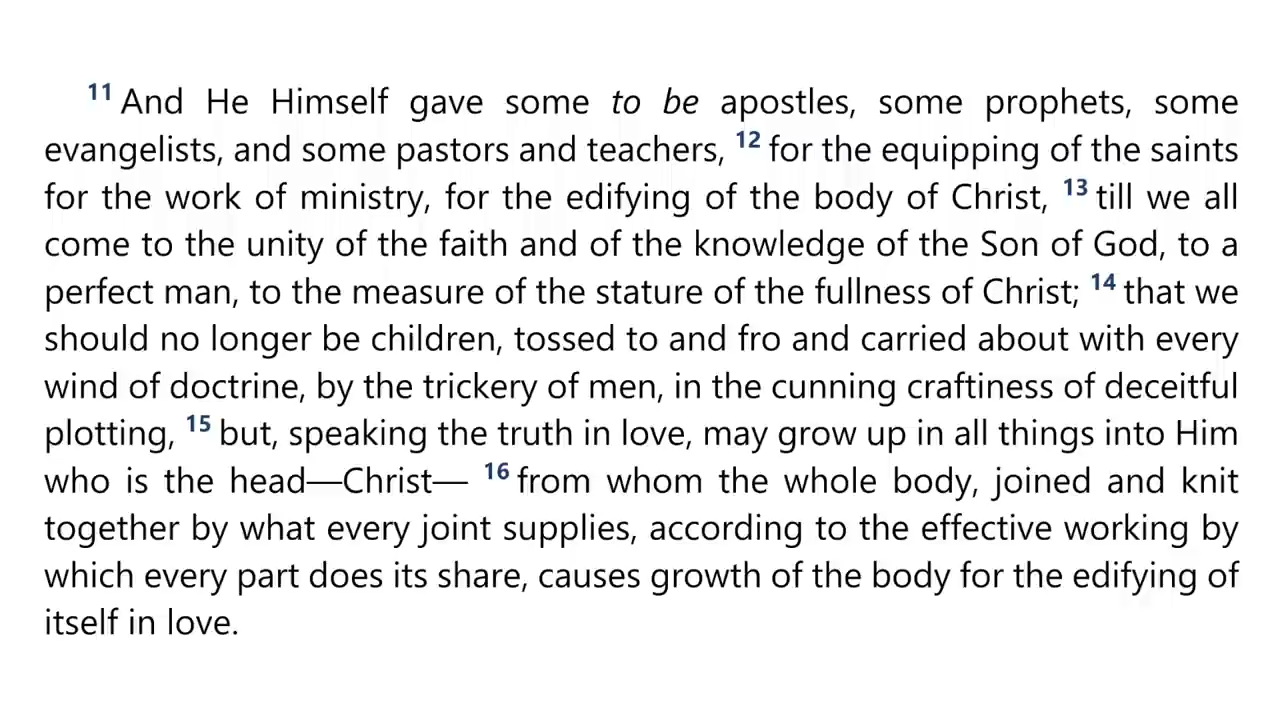 11 And He Himself gave some to be apostles, some prophets, some
evangelists, and some pastors and teachers, 12 for the equipping of the saints
for the work of ministry, for the edifying of the body of Christ, 13 till we all
come to the unity of the faith and of the knowledge of the Son of God, to a
perfect man, to the measure of the stature of the fullness of Christ; 14 that we
should no longer be children, tossed to and fro and carried about with every
wind of doctrine, by the trickery of men, in the cunning craftiness of deceitful
plotting, 15 but, speaking the truth in love, may grow up in all things into Him
who is the head—Christ— 16 from whom the whole body, joined and knit
together by what every joint supplies, according to the effective working by
which every part does its share, causes growth of the body for the edifying of
itself in love.